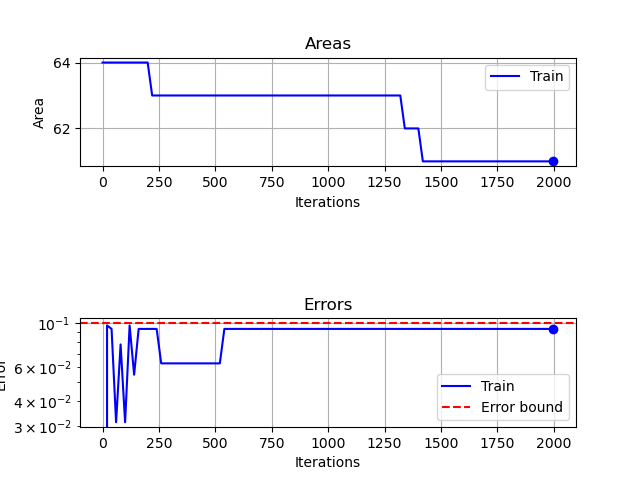 Areas
64
62
Area
Train
0 250 500 750 1000 1250 1500 1750 2000
Iterations
Errors
10⁻¹
6 × 10⁻²
4 × 10⁻²
3 × 10⁻²
Error
Train
Error bound
0 250 500 750 1000 1250 1500 1750 2000
Iterations